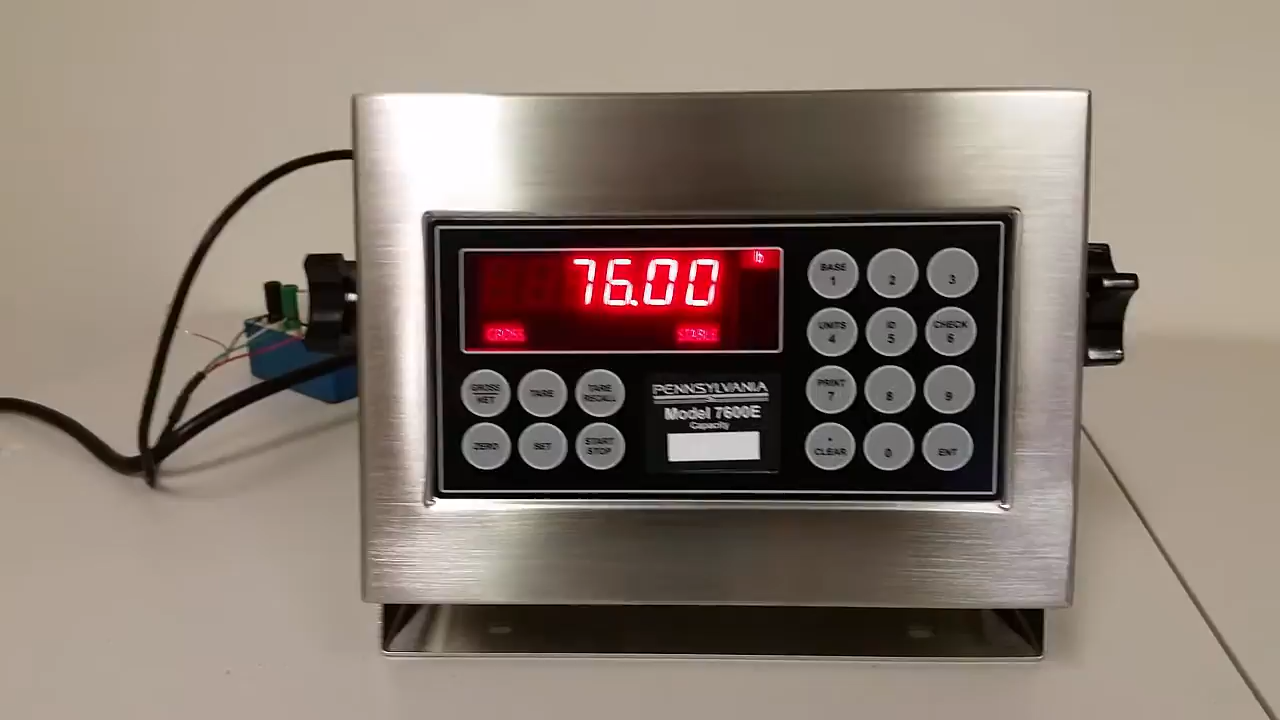 76.00
lb
GROSS
STABLE
BASE
1
2
3
UNITS
4
ID
5
CHECK
6
PRINT
7
8
9
.
CLEAR
0
ENT
GROSS
NET
TARE
TARE
RECALL
ZERO
SET
START
STOP
PENNSYLVANIA
Model 7600E
Capacity